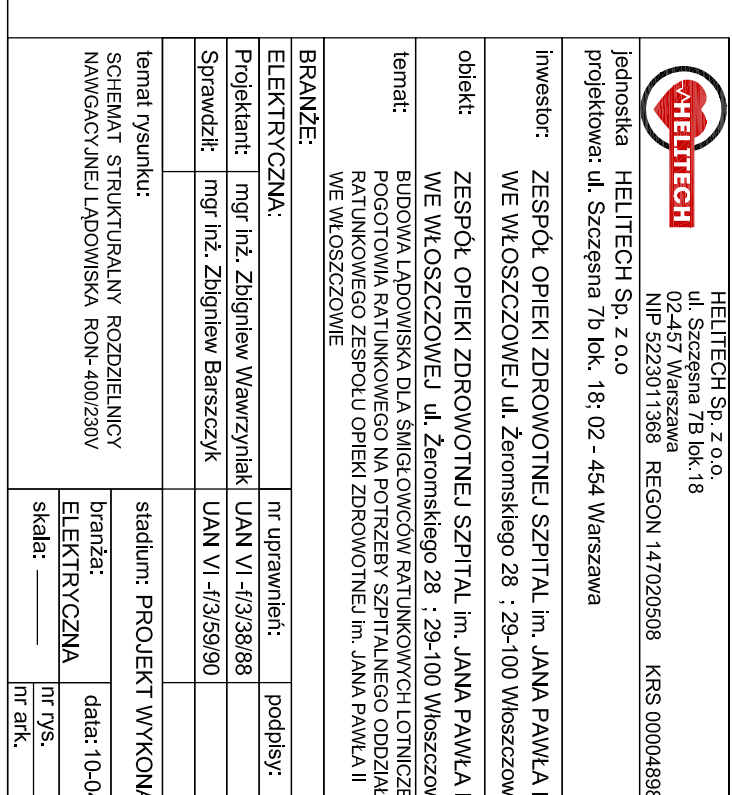 HELITECH
HELITECH Sp. z o.o.
ul. Szczęsna 7B lok.18
02-457 Warszawa
NIP 5223011368 REGON 147020508 KRS 00004898
jednostka HELITECH Sp. z o.o
projektowa: ul. Szczęsna 7b lok. 18; 02 - 454 Warszawa
inwestor: ZESPÓŁ OPIEKI ZDROWOTNEJ SZPITAL im. JANA PAWŁA I
WE WŁOSZCZOWEJ ul. Żeromskiego 28 ; 29-100 Włoszczow
obiekt: ZESPÓŁ OPIEKI ZDROWOTNEJ SZPITAL im. JANA PAWŁA I
WE WŁOSZCZOWEJ ul. Żeromskiego 28 ; 29-100 Włoszczow
temat: BUDOWA LĄDOWISKA DLA ŚMIGŁOWCÓW RATUNKOWYCH LOTNICZE
POGOTOWIA RATUNKOWEGO NA POTRZEBY SZPITALNEGO ODDZIAŁ
RATUNKOWEGO ZESPOŁU OPIEKI ZDROWOTNEJ im. JANA PAWŁA II
WE WŁOSZCZOWIE
BRANŻE:
ELEKTRYCZNA: nr uprawnień: podpisy:
Projektant: mgr inż. Zbigniew Wawrzyniak UAN VI -f/3/38/88
Sprawdził: mgr inż. Zbigniew Barszczyk UAN VI -f/3/59/90
temat rysunku:
SCHEMAT STRUKTURALNY ROZDZIELNICY
NAWGACYJNEJ LĄDOWISKA RON- 400/230V
stadium: PROJEKT WYKONA
branża:
ELEKTRYCZNA
data: 10-04
skala:
nr rys.
nr ark.